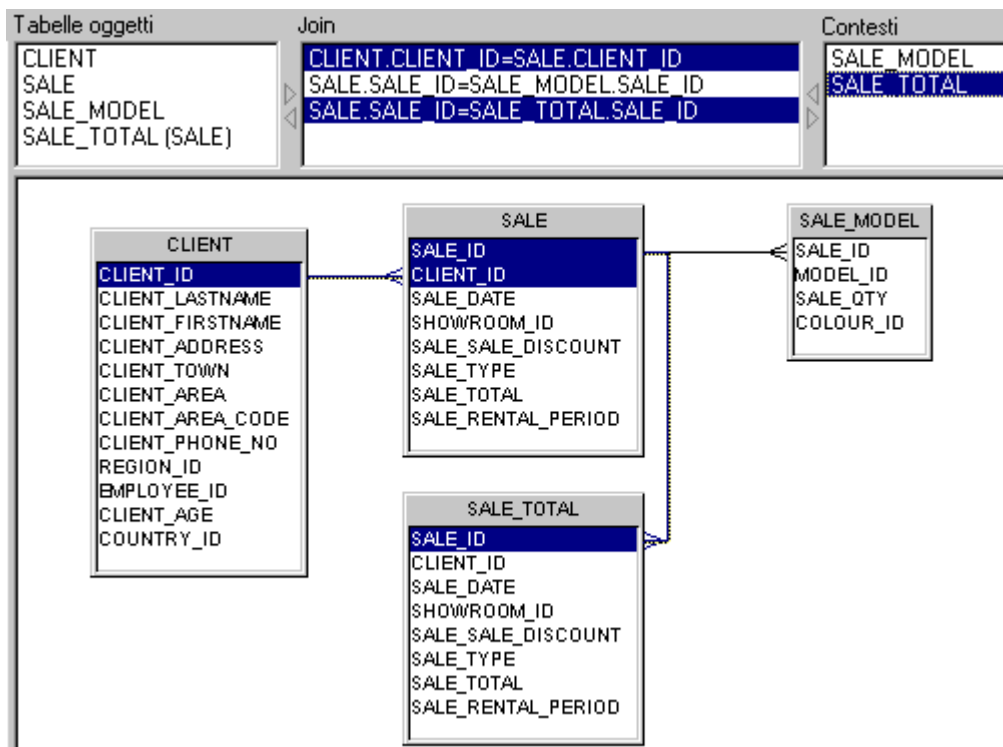 Tabelle oggetti
CLIENT
SALE
SALE_MODEL
SALE_TOTAL (SALE)
Join
CLIENT.CLIENT_ID=SALE.CLIENT_ID
SALE.SALE_ID=SALE_MODEL.SALE_ID
SALE.SALE_ID=SALE_TOTAL.SALE_ID
Contesti
SALE_MODEL
SALE_TOTAL
CLIENT
CLIENT_ID
CLIENT_LASTNAME
CLIENT_FIRSTNAME
CLIENT_ADDRESS
CLIENT_TOWN
CLIENT_AREA
CLIENT_AREA_CODE
CLIENT_PHONE_NO
REGION_ID
EMPLOYEE_ID
CLIENT_AGE
COUNTRY_ID
SALE
SALE_ID
CLIENT_ID
SALE_DATE
SHOWROOM_ID
SALE_SALE_DISCOUNT
SALE_TYPE
SALE_TOTAL
SALE_RENTAL_PERIOD
SALE_MODEL
SALE_ID
MODEL_ID
SALE_QTY
COLOUR_ID
SALE_TOTAL
SALE_ID
CLIENT_ID
SALE_DATE
SHOWROOM_ID
SALE_SALE_DISCOUNT
SALE_TYPE
SALE_TOTAL
SALE_RENTAL_PERIOD